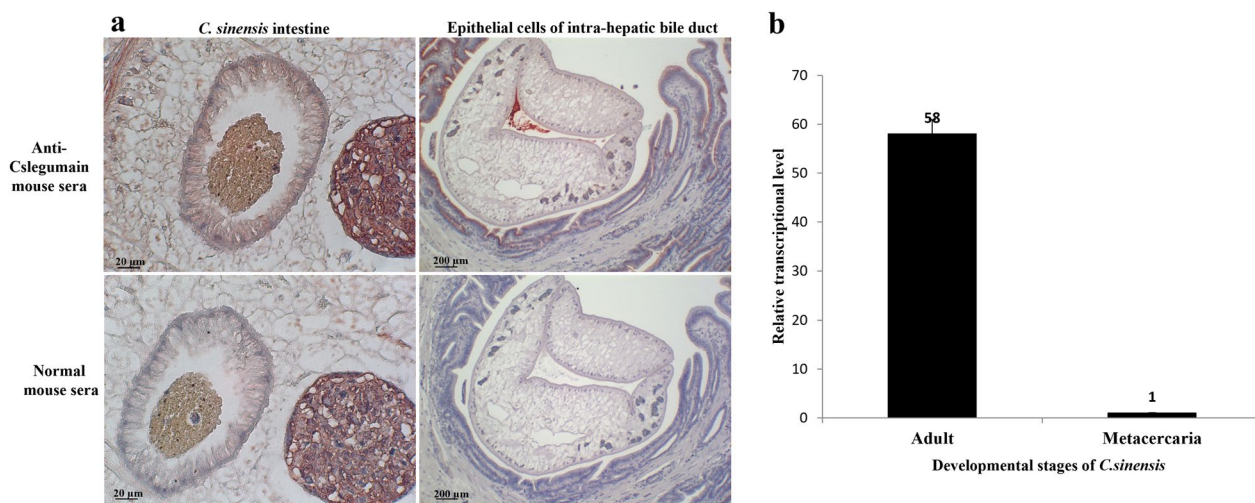 a
C. sinensis intestine
Epithelial cells of intra-hepatic bile duct
Anti-
Cslegumain
mouse sera
20 µm
200 µm
Normal
mouse sera
20 µm
200 µm
b
Relative transcriptional level
70
60
50
40
30
20
10
0
58
1
Adult
Metacercaria
Developmental stages of C.sinensis